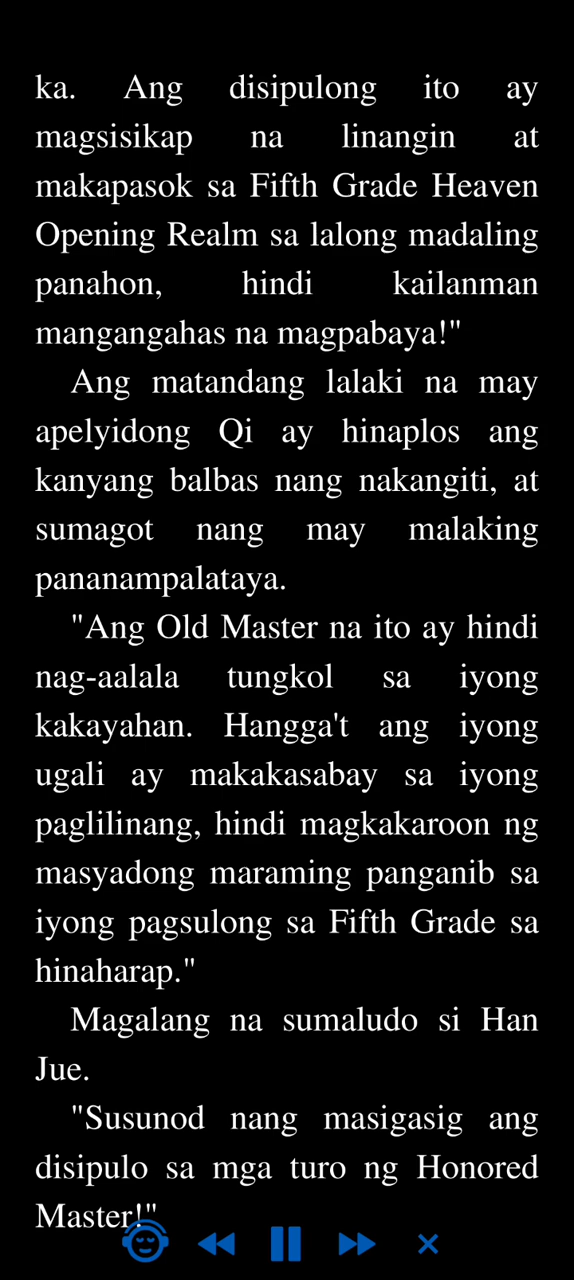 ka. Ang disipulong ito ay
magsisikap na linangin at
makapasok sa Fifth Grade Heaven
Opening Realm sa lalong madaling
panahon, hindi kailanman
mangangahas na magpabaya!"
Ang matandang lalaki na may
apelyidong Qi ay hinaplos ang
kanyang balbas nang nakangiti, at
sumagot nang may malaking
pananampalataya.
"Ang Old Master na ito ay hindi
nag-aalala tungkol sa iyong
kakayahan. Hangga't ang iyong
ugali ay makakasabay sa iyong
paglilinang, hindi magkakaroon ng
masyadong maraming panganib sa
iyong pagsulong sa Fifth Grade sa
hinaharap."
Magalang na sumaludo si Han
Jue.
"Susunod nang masigasig ang
disipulo sa mga turo ng Honored
Master!"